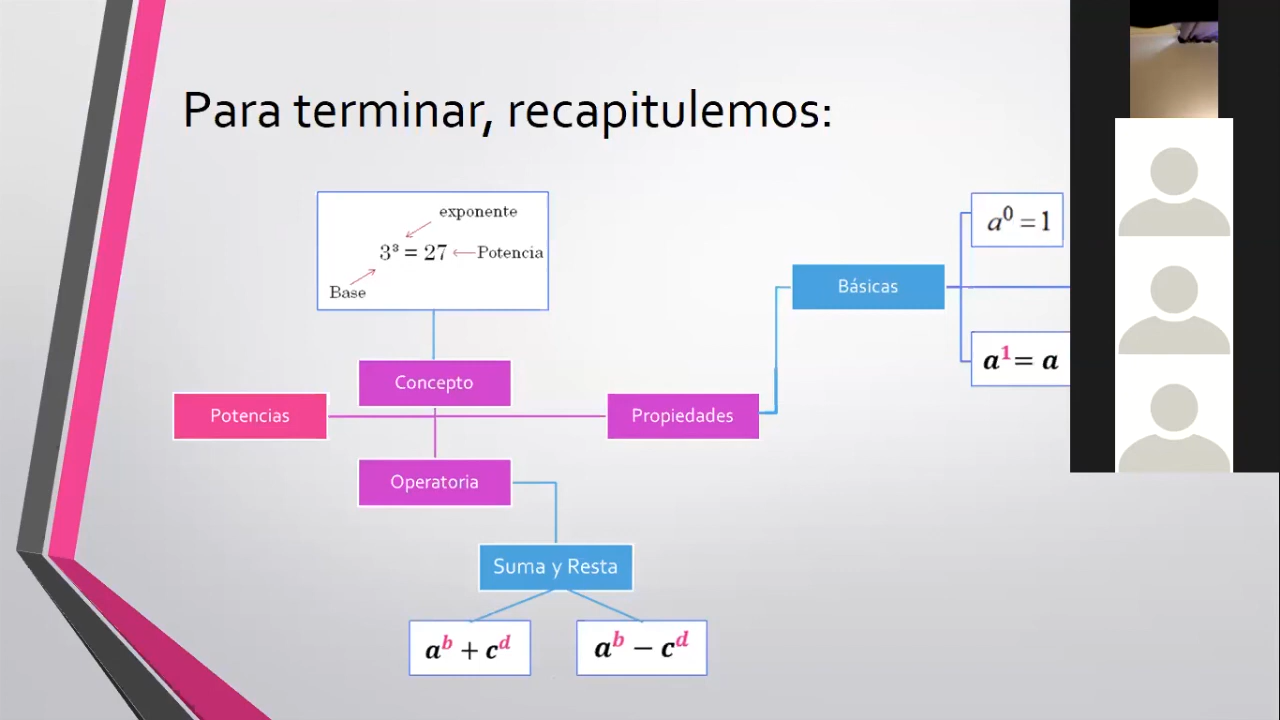 Para terminar, recapitulemos:
exponente
3³ = 27
Potencia
Base
a⁰ = 1
Básicas
a¹ = a
Concepto
Potencias
Propiedades
Operatoria
Suma y Resta
aᵇ + cᵈ
aᵇ − cᵈ